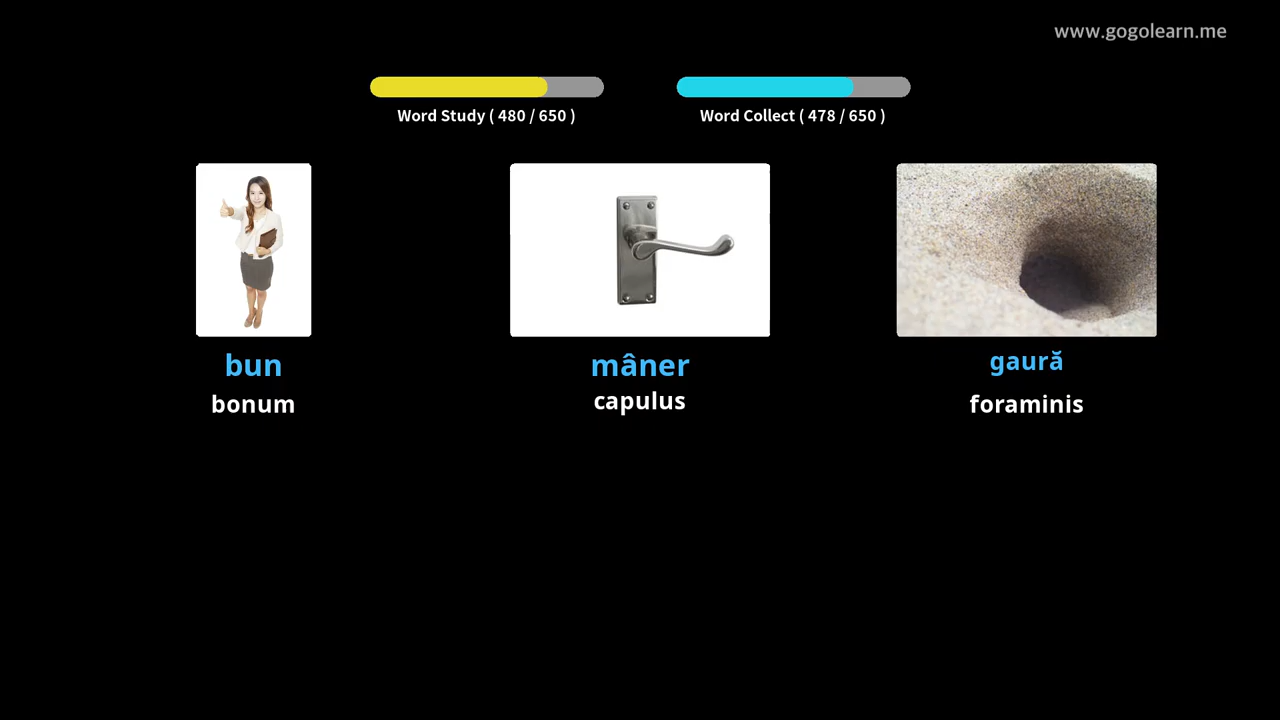 www.gogolearn.me
Word Study ( 480 / 650 )
Word Collect ( 478 / 650 )
bun
bonum
mâner
capulus
gaură
foraminis